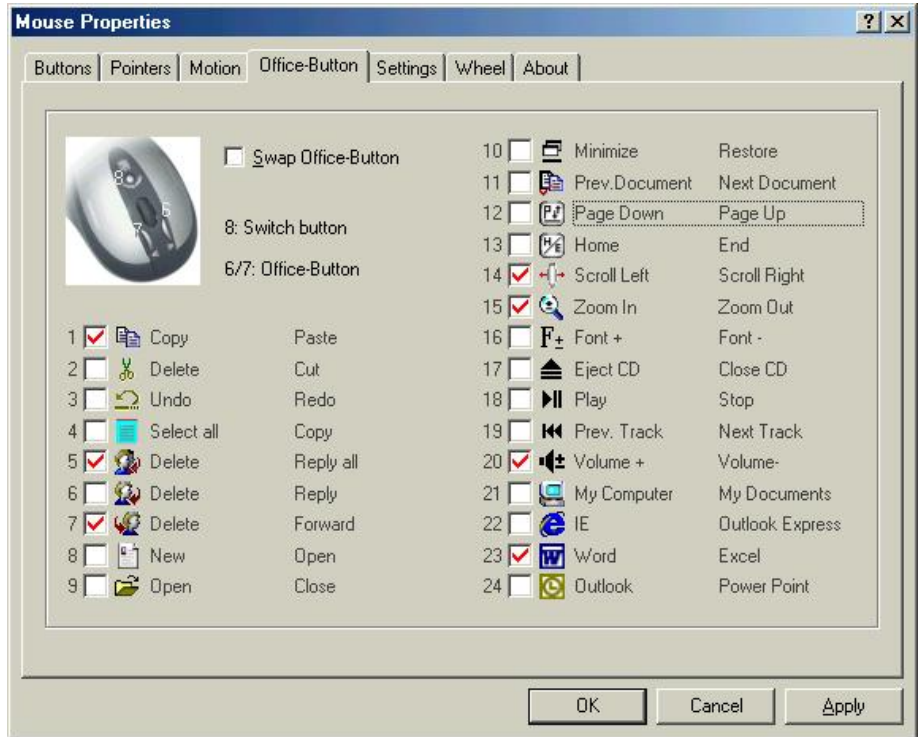 Mouse Properties
Buttons Pointers Motion Office-Button Settings Wheel About
8
6
7
Swap Office-Button
8: Switch button
6/7: Office-Button
1 Copy Paste
2 Delete Cut
3 Undo Redo
4 Select all Copy
5 Delete Reply all
6 Delete Reply
7 Delete Forward
8 New Open
9 Open Close
10 Minimize Restore
11 Prev.Document Next Document
12 Page Down Page Up
13 H/E Home End
14 Scroll Left Scroll Right
15 Zoom In Zoom Out
16 F± Font + Font -
17 Eject CD Close CD
18 Play Stop
19 Prev. Track Next Track
20 Volume + Volume-
21 My Computer My Documents
22 IE Outlook Express
23 W Word Excel
24 Outlook Power Point
OK Cancel Apply